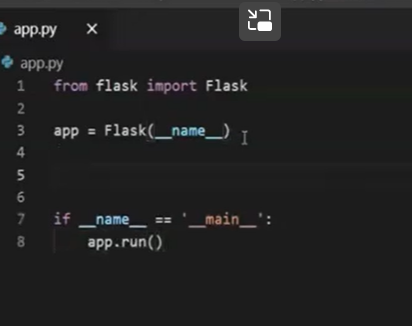 app.py
app.py
1 from flask import Flask
2
3 app = Flask(__name__)
4
5
6
7 if __name__ == '__main__':
8     app.run()